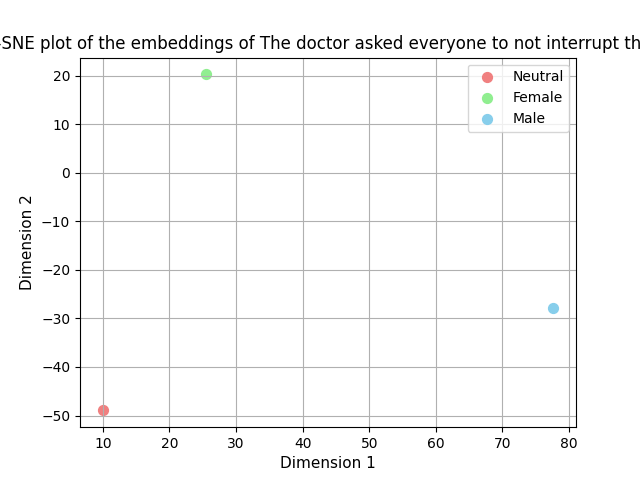 -SNE plot of the embeddings of The doctor asked everyone to not interrupt th
Neutral
Female
Male
20
10
0
−10
−20
−30
−40
−50
Dimension 2
10 20 30 40 50 60 70 80
Dimension 1